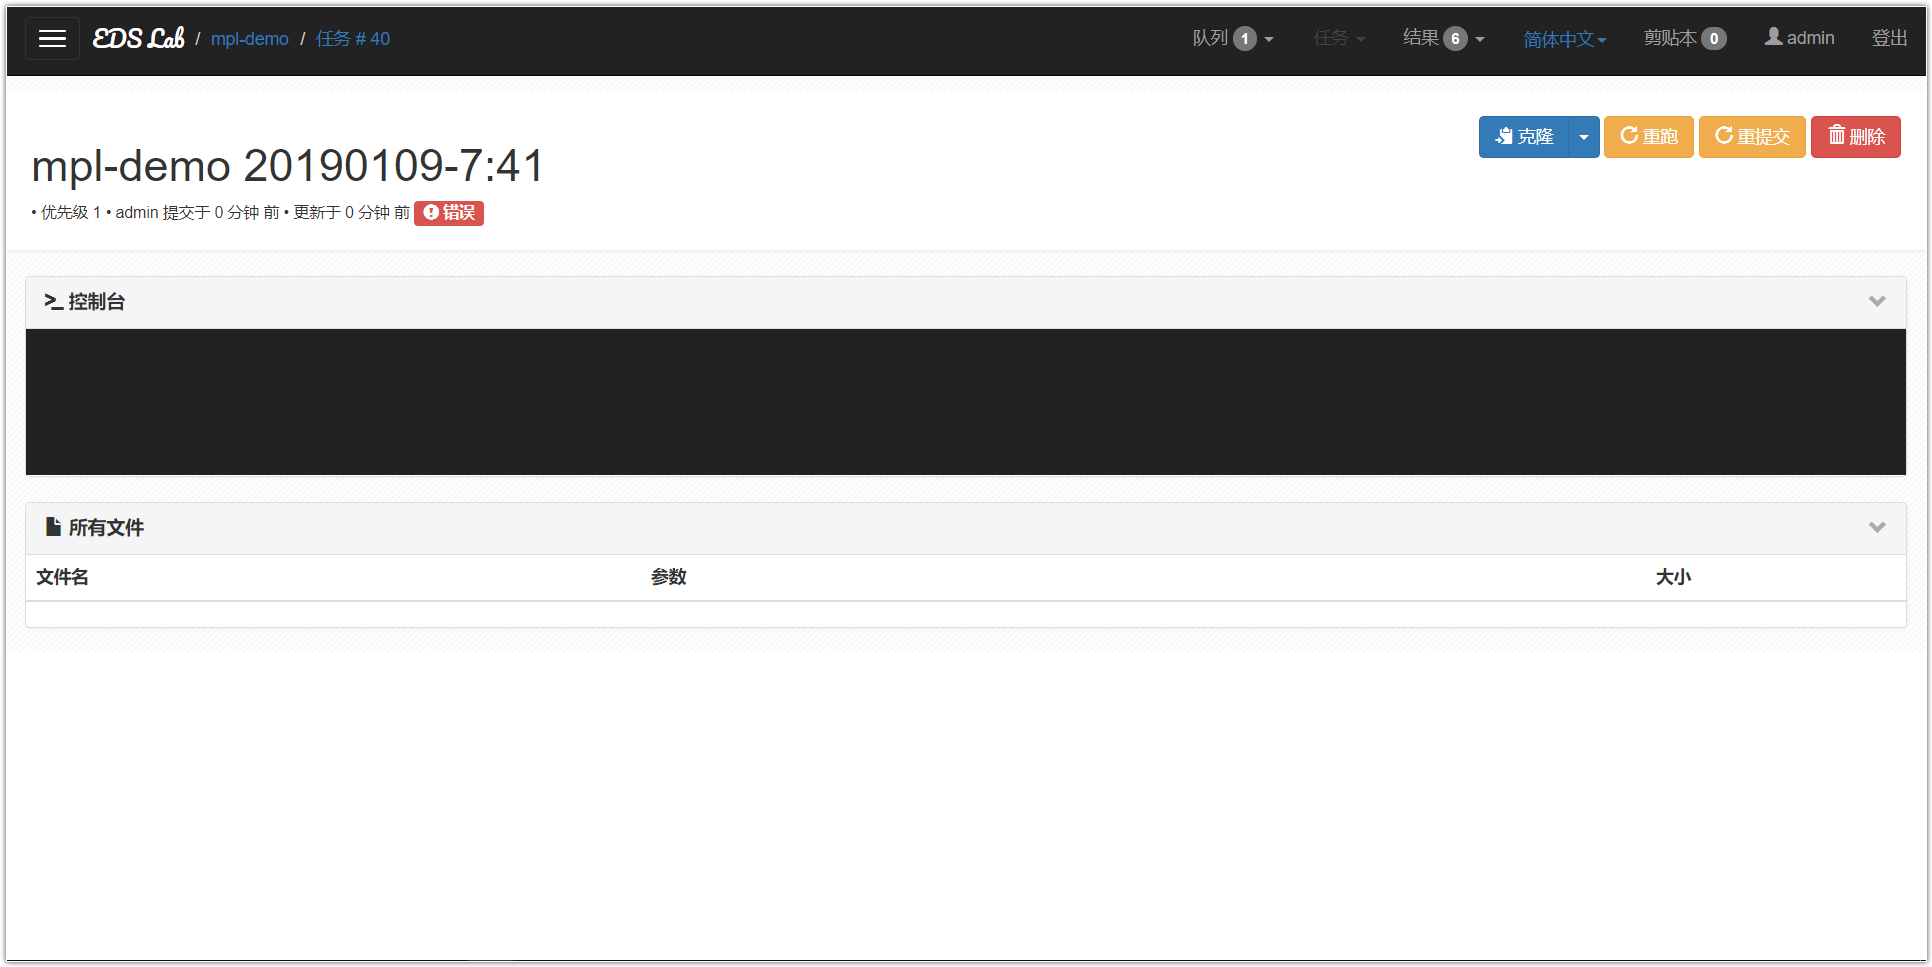 EDS Lab / mpl-demo / 任务 # 40 队列 1 任务 结果 6 简体中文 剪贴本 0 admin 登出
克隆 重跑 重提交 删除
mpl-demo 20190109-7:41
• 优先级 1 • admin 提交于 0 分钟 前 • 更新于 0 分钟 前 错误
控制台
所有文件
文件名 参数 大小